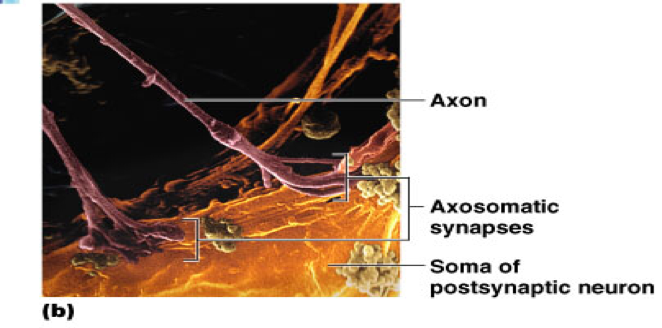 Axon
Axosomatic
synapses
Soma of
postsynaptic neuron
(b)